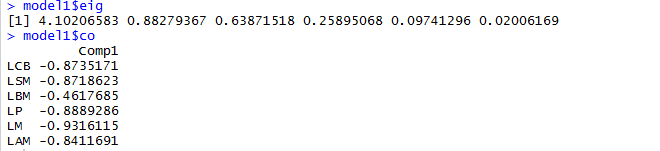 > model1$eig
[1] 4.10206583 0.88279367 0.63871518 0.25895068 0.09741296 0.02006169
> model1$co
Comp1
LCB -0.8735171
LSM -0.8718623
LBM -0.4617685
LP -0.8889286
LM -0.9316115
LAM -0.8411691